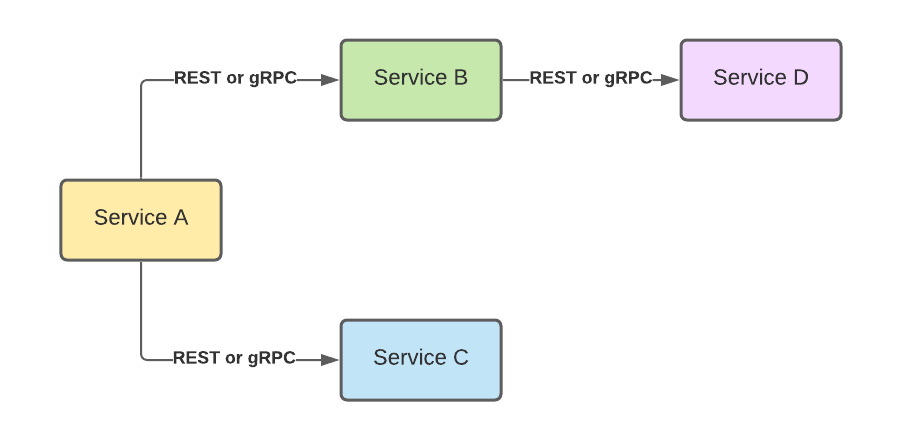 REST or gRPC
Service B
REST or gRPC
Service D
Service A
REST or gRPC
Service C